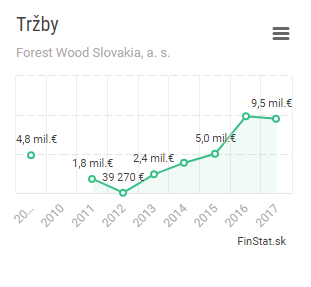 Tržby
Forest Wood Slovakia, a. s.
9,5 mil.€
4,8 mil.€
5,0 mil.€
1,8 mil.€
2,4 mil.€
39 270 €
20...
2010
2011
2012
2013
2014
2015
2016
2017
FinStat.sk